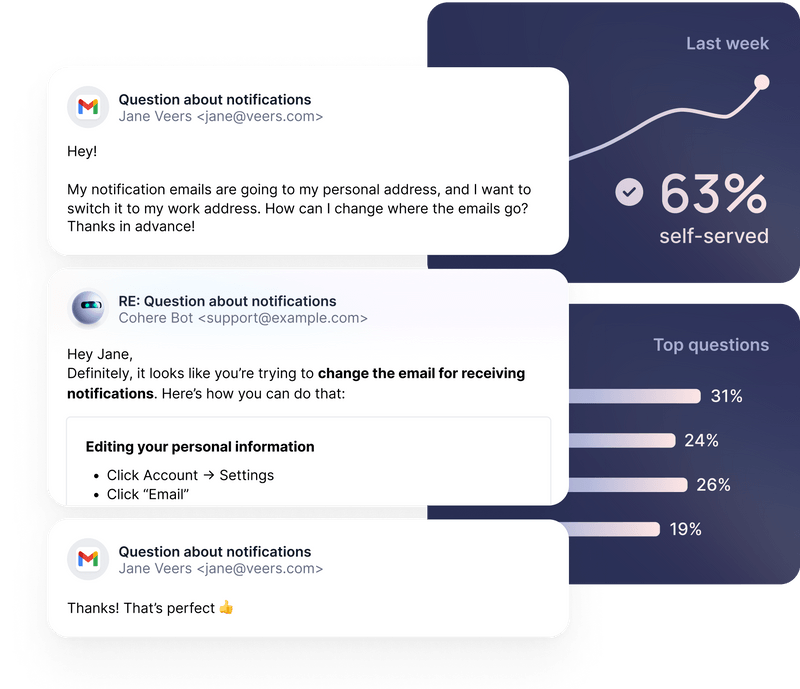 Last week
63%
self-served
Question about notifications
Jane Veers <jane@veers.com>
Hey!
My notification emails are going to my personal address, and I want to
switch it to my work address. How can I change where the emails go?
Thanks in advance!
RE: Question about notifications
Cohere Bot <support@example.com>
Hey Jane,
Definitely, it looks like you’re trying to change the email for receiving
notifications. Here’s how you can do that:
Editing your personal information
• Click Account → Settings
• Click “Email”
Top questions
31%
24%
26%
19%
Question about notifications
Jane Veers <jane@veers.com>
Thanks! That’s perfect 👍